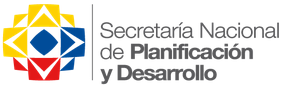 Secretaría Nacional
de Planificación
y Desarrollo